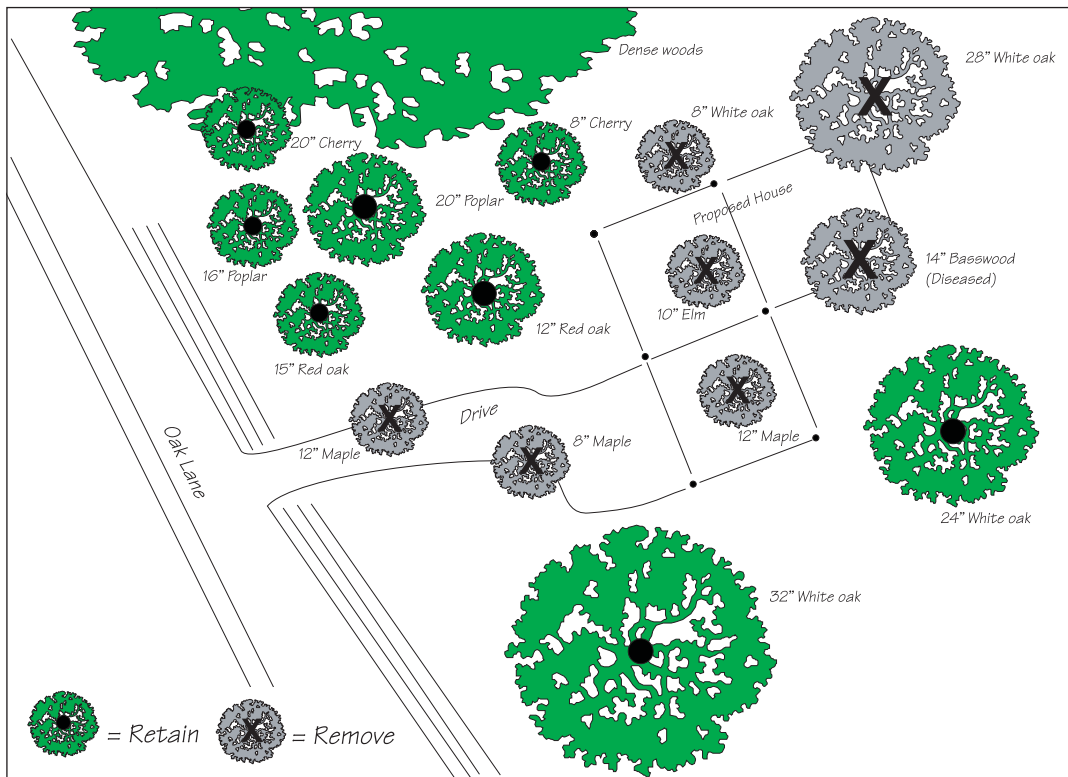 Dense woods
28” White oak
8” Cherry
8” White oak
20” Cherry
Proposed House
20” Poplar
16” Poplar
14” Basswood
(Diseased)
10” Elm
12” Red oak
15” Red oak
Drive
12” Maple
8” Maple
12” Maple
Oak Lane
24” White oak
32” White oak
X = Retain
X = Remove